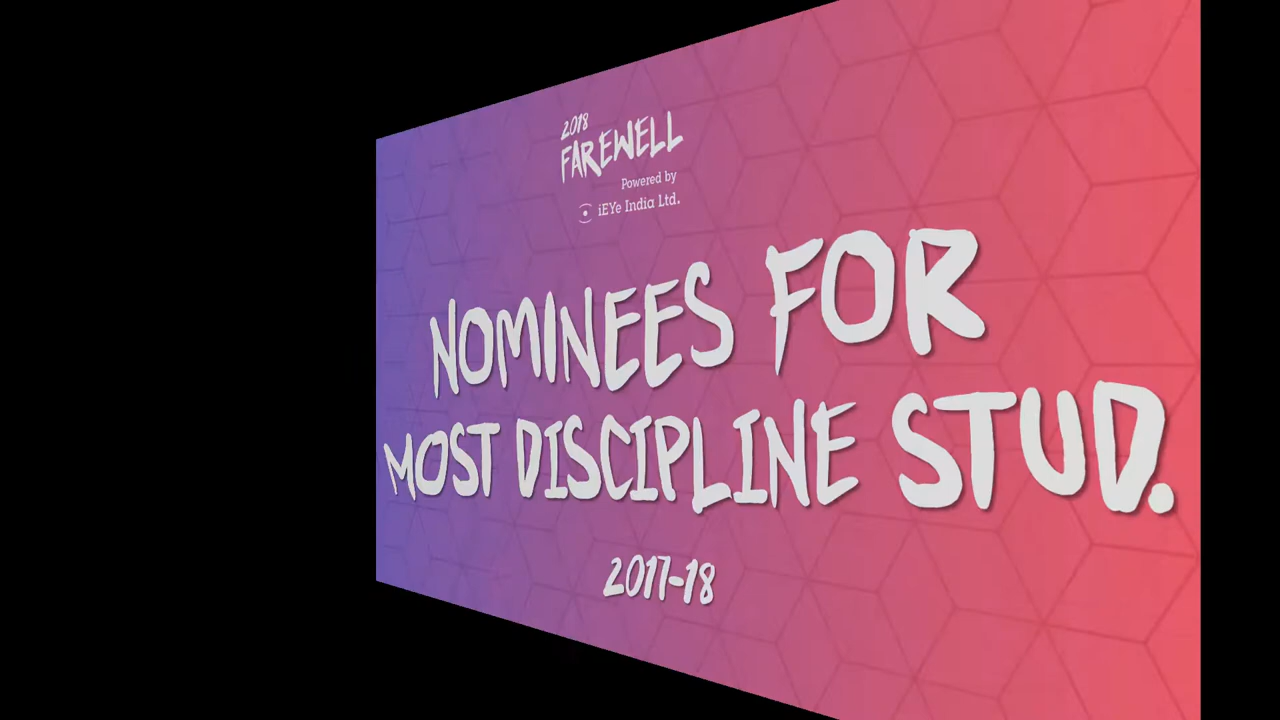 2018
FAREWELL
Powered by
iEYe India Ltd.
NOMINEES FOR
MOST DISCIPLINE STUD.
2017-18